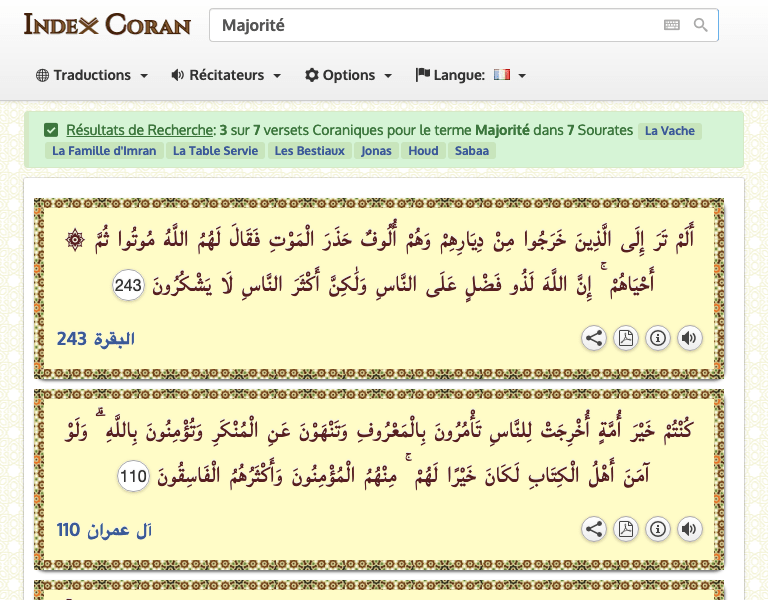 INDEX CORAN
Majorité
Traductions
Récitateurs
Options
Langue:
Résultats de Recherche: 3 sur 7 versets Coraniques pour le terme Majorité dans 7 Sourates La Vache
La Famille d'Imran La Table Servie Les Bestiaux Jonas Houd Sabaa
۞ أَلَمْ تَرَ إِلَى الَّذِينَ خَرَجُوا مِنْ دِيَارِهِمْ وَهُمْ أُلُوفٌ حَذَرَ الْمَوْتِ فَقَالَ لَهُمُ اللَّهُ مُوتُوا ثُمَّ
أَحْيَاهُمْ ۚ إِنَّ اللَّهَ لَذُو فَضْلٍ عَلَى النَّاسِ وَلَٰكِنَّ أَكْثَرَ النَّاسِ لَا يَشْكُرُونَ 243
البقرة 243
كُنْتُمْ خَيْرَ أُمَّةٍ أُخْرِجَتْ لِلنَّاسِ تَأْمُرُونَ بِالْمَعْرُوفِ وَتَنْهَوْنَ عَنِ الْمُنْكَرِ وَتُؤْمِنُونَ بِاللَّهِ ۗ وَلَوْ
آمَنَ أَهْلُ الْكِتَابِ لَكَانَ خَيْرًا لَهُمْ ۚ مِنْهُمُ الْمُؤْمِنُونَ وَأَكْثَرُهُمُ الْفَاسِقُونَ 110
آل عمران 110